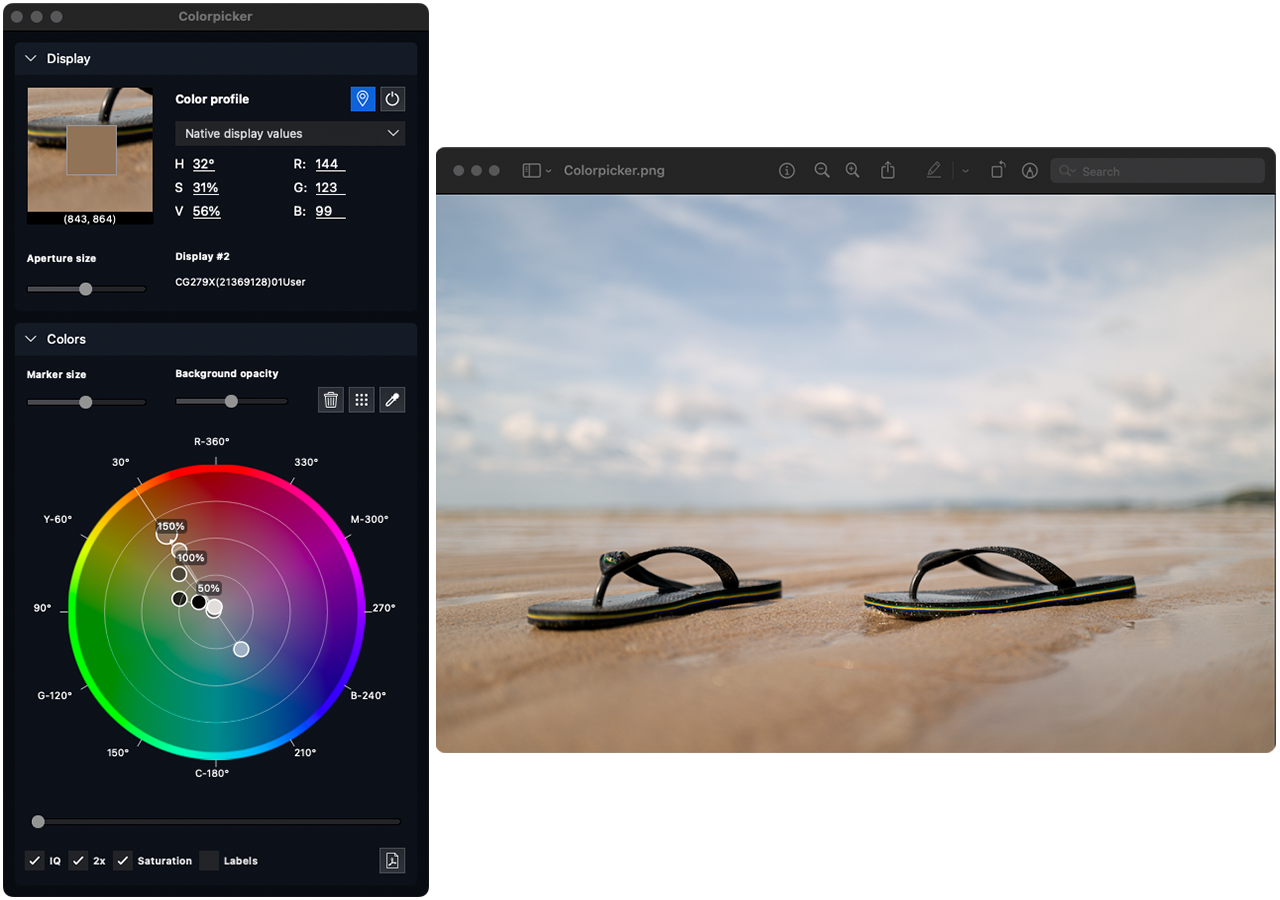 Colorpicker
Display
Color profile
Native display values
H 32° R: 144
S 31% G: 123
V 56% B: 99
(843, 864)
Aperture size
Display #2
CG279X(21369128)01User
Colors
Marker size
Background opacity
R-360°
30°
330°
Y-60°
M-300°
150%
100%
50%
90°
270°
G-120°
B-240°
150°
210°
C-180°
IQ 2x Saturation Labels
Colorpicker.png
Search